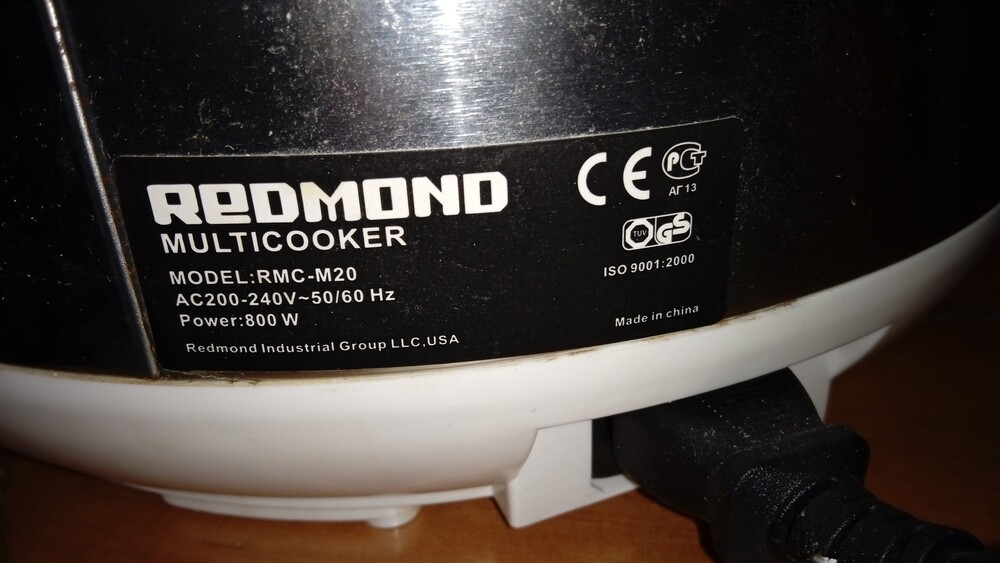 REDMOND
MULTICOOKER
MODEL:RMC-M20
AC200-240V~50/60 Hz
Power:800 W
Redmond Industrial Group LLC,USA
CE PCT
АГ13
TUV GS
ISO 9001:2000
Made in china